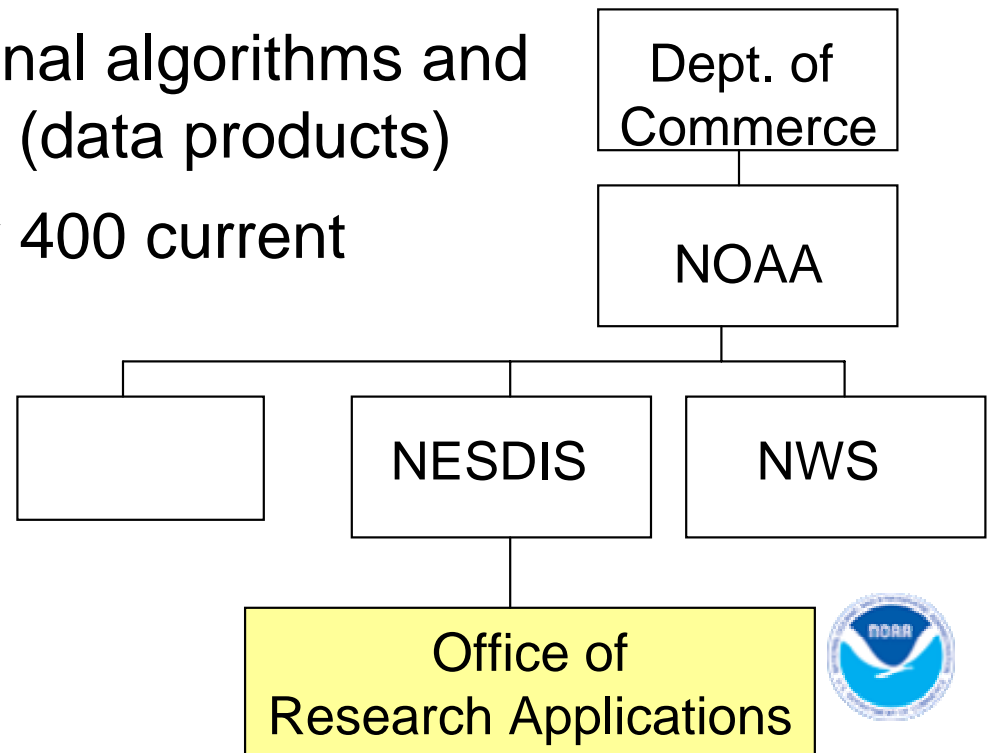 nal algorithms and
(data products)
400 current
Dept. of
Commerce
NOAA
NESDIS
NWS
Office of
Research Applications
NOAA